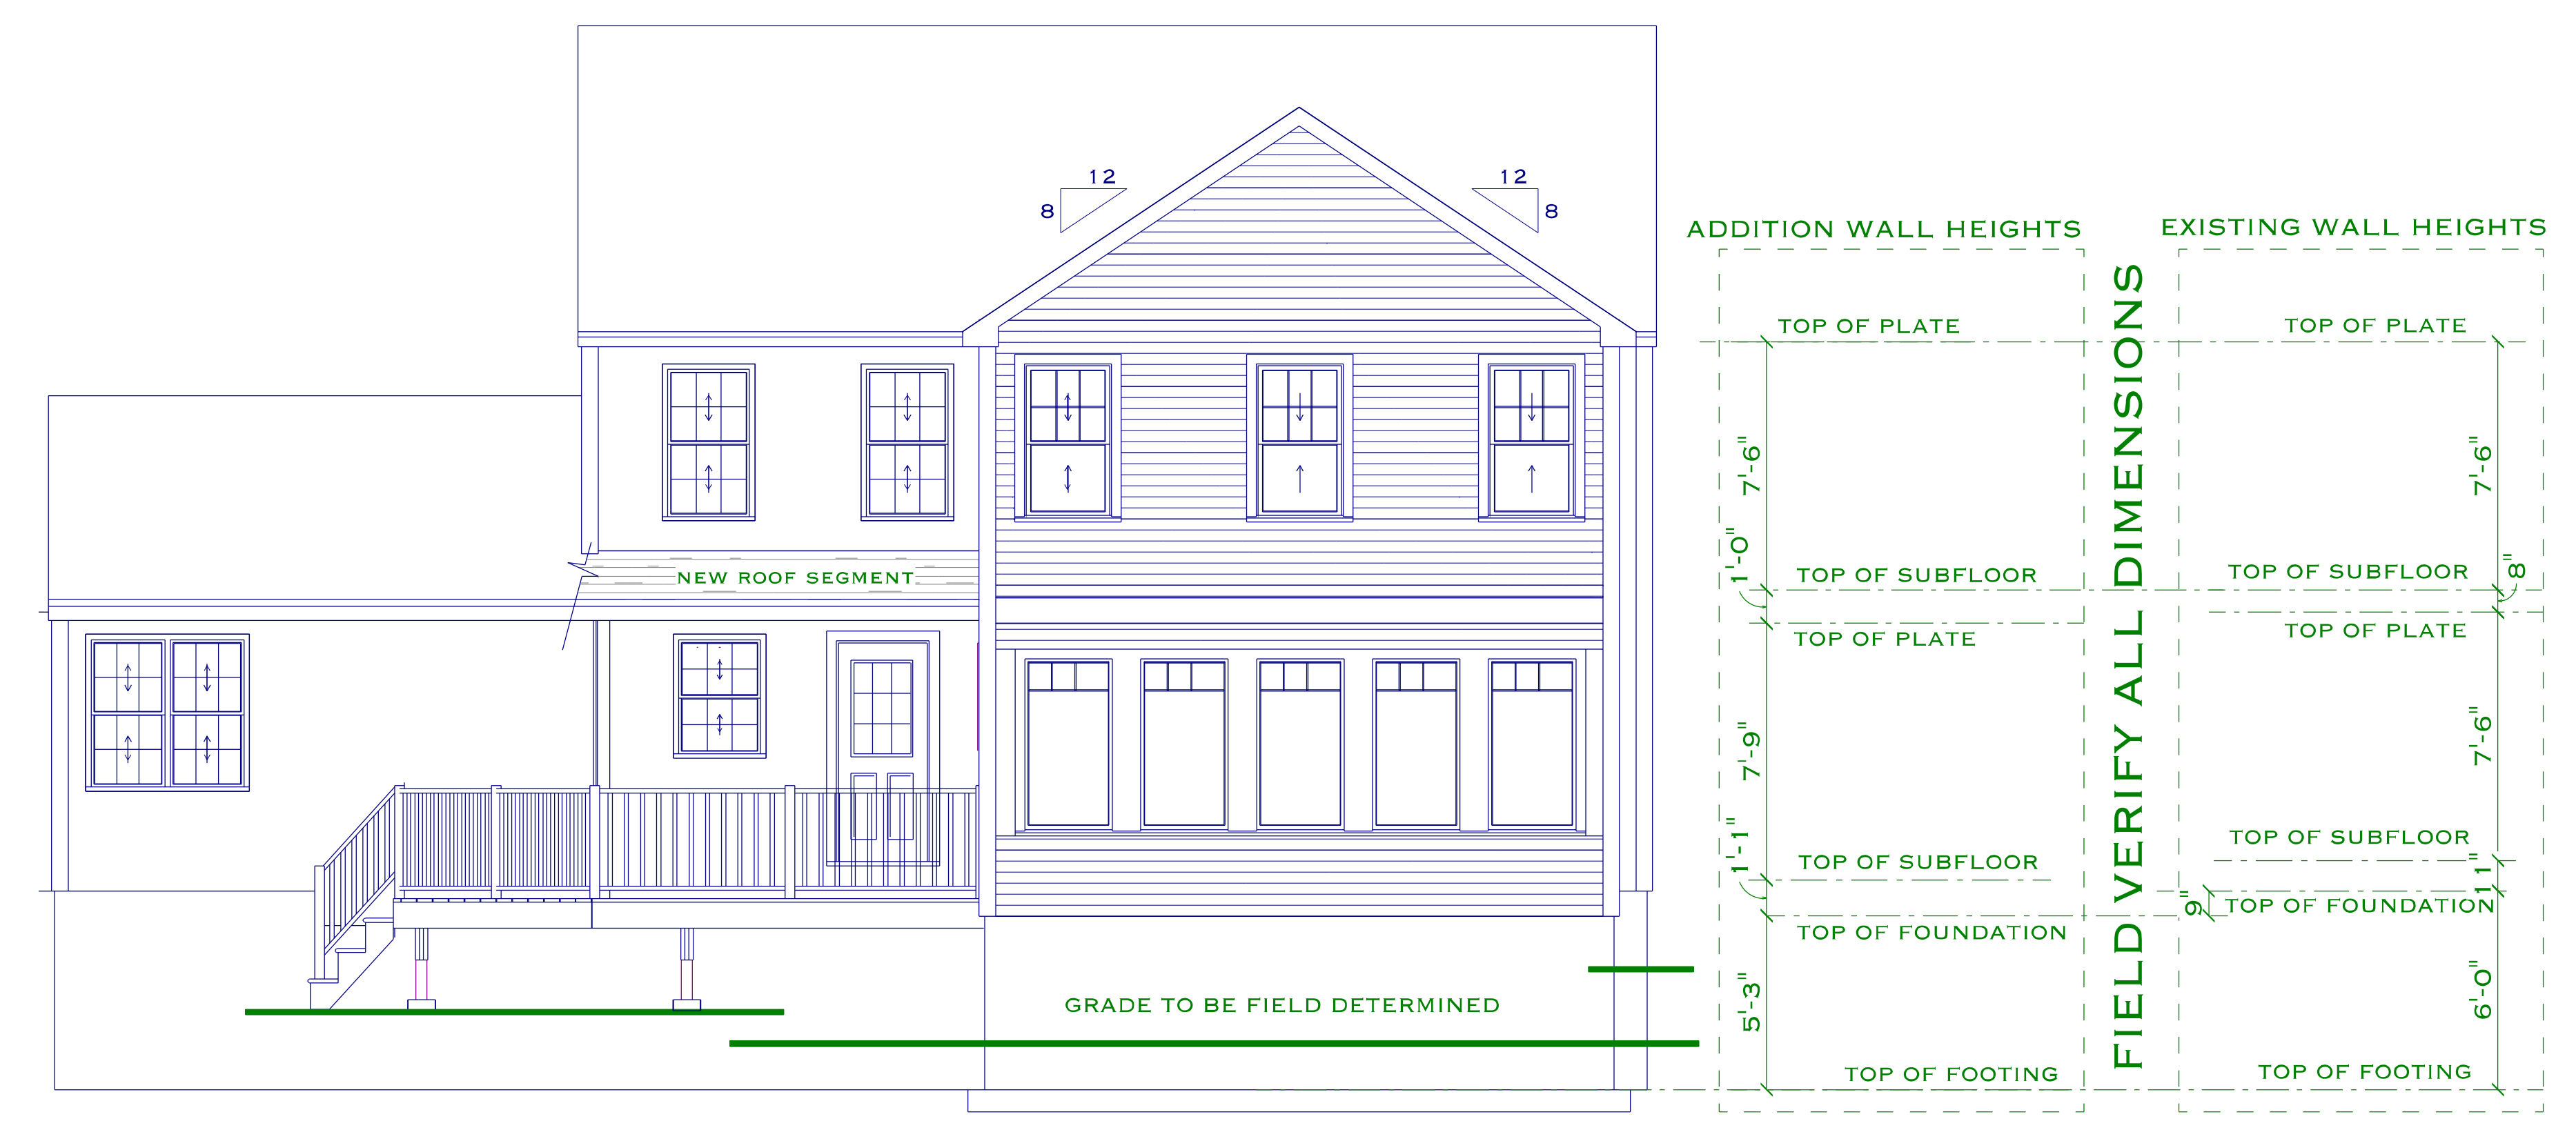 12
8
12
8
NEW ROOF SEGMENT
GRADE TO BE FIELD DETERMINED
ADDITION WALL HEIGHTS
TOP OF PLATE
7'-6"
1'-0"
TOP OF SUBFLOOR
TOP OF PLATE
7'-9"
1'-1"
TOP OF SUBFLOOR
TOP OF FOUNDATION
5'-3"
TOP OF FOOTING
FIELD VERIFY ALL DIMENSIONS
EXISTING WALL HEIGHTS
TOP OF PLATE
7'-6"
TOP OF SUBFLOOR
8"
TOP OF PLATE
7'-6"
TOP OF SUBFLOOR
11"
9"
TOP OF FOUNDATION
6'-0"
TOP OF FOOTING